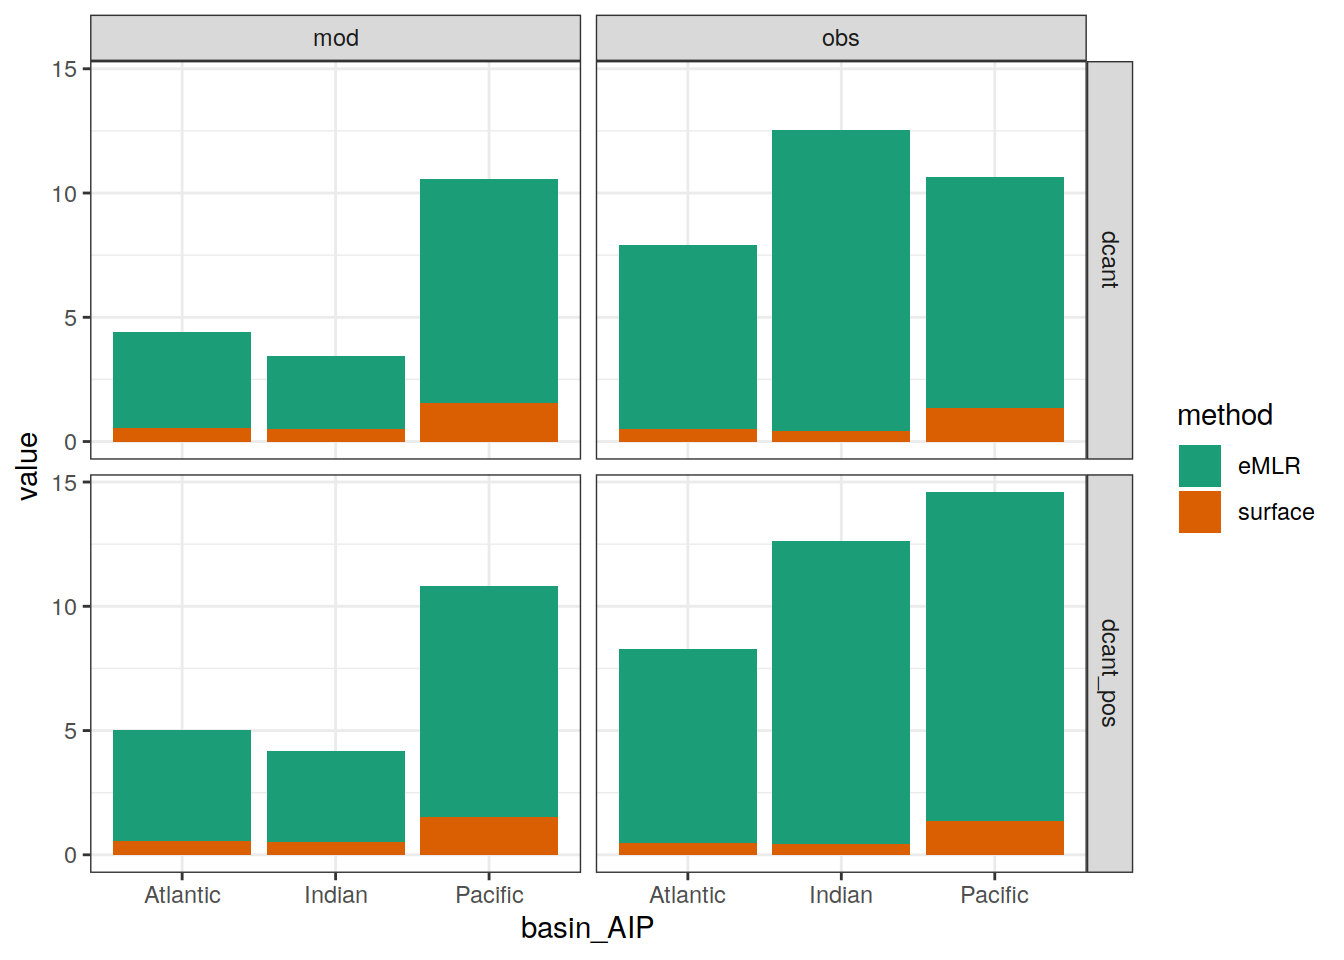 mod
obs
15
10
5
0
dcant
15
10
5
0
dcant_pos
value
Atlantic
Indian
Pacific
Atlantic
Indian
Pacific
basin_AIP
method
eMLR
surface